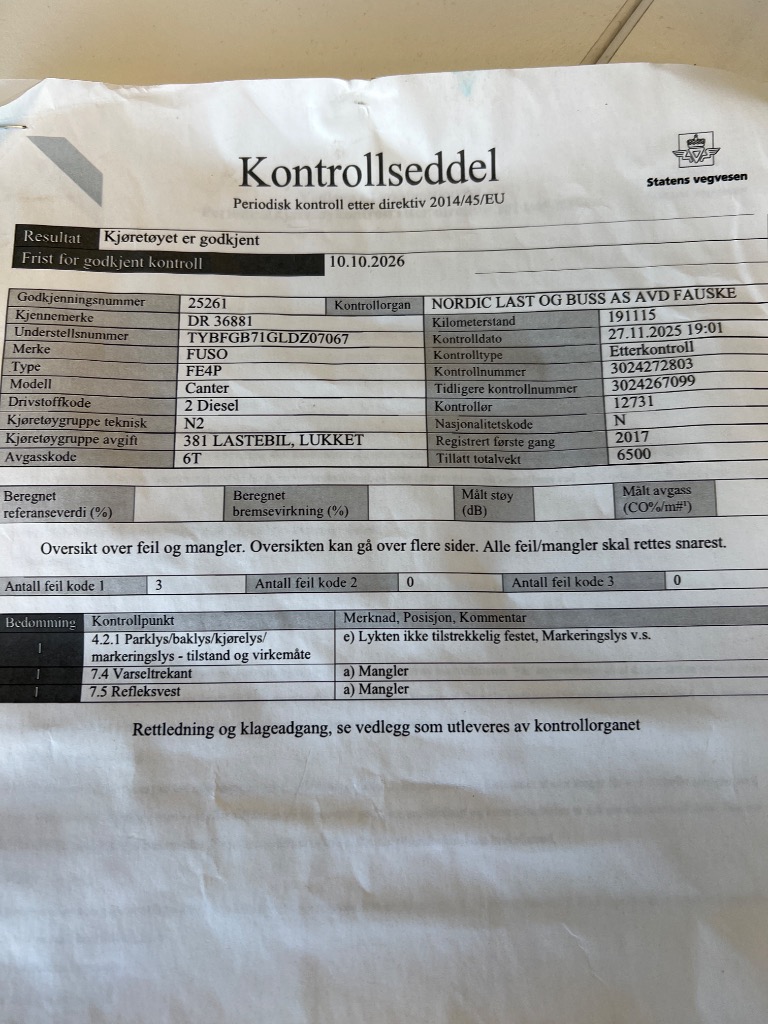 Kontrollseddel
Periodisk kontroll etter direktiv 2014/45/EU
Statens vegvesen
Resultat Kjøretøyet er godkjent
Frist for godkjent kontroll 10.10.2026
Godkjenningsnummer 25261 Kontrollorgan NORDIC LAST OG BUSS AS AVD FAUSKE
Kjennemerke DR 36881 Kilometerstand 191115
Understellsnummer TYBFGB71GLDZ07067 Kontrolldato 27.11.2025 19:01
Merke FUSO Kontrolltype Etterkontroll
Type FE4P Kontrollnummer 3024272803
Modell Canter Tidligere kontrollnummer 3024267099
Drivstoffkode 2 Diesel Kontrollør 12731
Kjøretøygruppe teknisk N2 Nasjonalitetskode N
Kjøretøygruppe avgift 381 LASTEBIL, LUKKET Registrert første gang 2017
Avgasskode 6T Tillatt totalvekt 6500
Beregnet referanseverdi (%) Beregnet bremsevirkning (%) Målt støy (dB) Målt avgass (CO%/m#¹)
Oversikt over feil og mangler. Oversikten kan gå over flere sider. Alle feil/mangler skal rettes snarest.
Antall feil kode 1 3 Antall feil kode 2 0 Antall feil kode 3 0
Bedømming Kontrollpunkt Merknad, Posisjon, Kommentar
1 4.2.1 Parklys/baklys/kjørelys/ e) Lykten ikke tilstrekkelig festet, Markeringslys v.s.
markeringslys - tilstand og virkemåte
1 7.4 Varseltrekant a) Mangler
1 7.5 Refleksvest a) Mangler
Rettledning og klageadgang, se vedlegg som utleveres av kontrollorganet